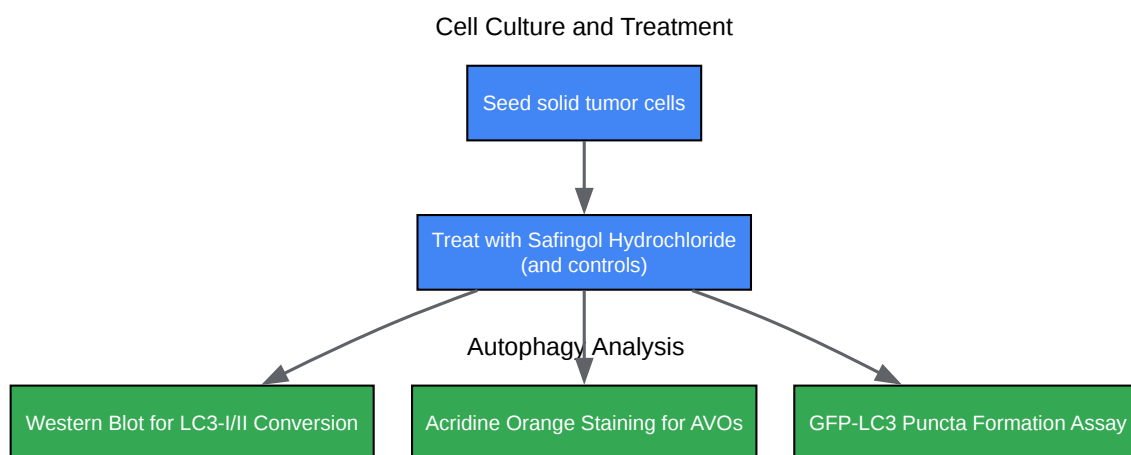 Cell Culture and Treatment
Seed solid tumor cells
Treat with Safingol Hydrochloride
(and controls)
Autophagy Analysis
Western Blot for LC3-I/II Conversion
Acridine Orange Staining for AVOs
GFP-LC3 Puncta Formation Assay